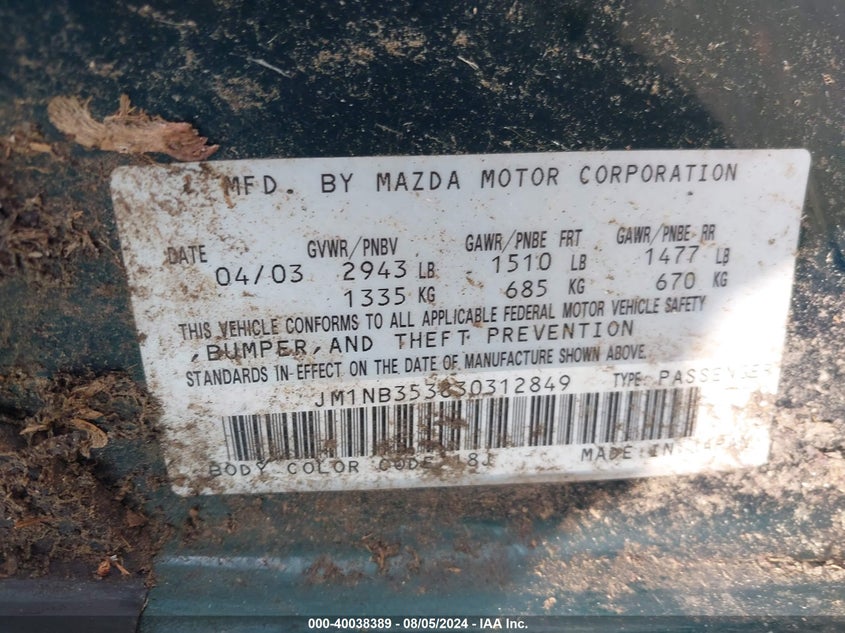 MFD. BY MAZDA MOTOR CORPORATION
DATE GVWR/PNBV GAWR/PNBE FRT GAWR/PNBE RR
04/03 2943 LB 1510 LB 1477 LB
1335 KG 685 KG 670 KG
THIS VEHICLE CONFORMS TO ALL APPLICABLE FEDERAL MOTOR VEHICLE SAFETY
,BUMPER,AND THEFT PREVENTION
STANDARDS IN EFFECT ON THE DATE OF MANUFACTURE SHOWN ABOVE.
JM1NB353830312849 TYPE: PASSENGER
BODY COLOR CODE MADE IN JAPAN
000-40038389 - 08/05/2024 - IAA Inc.